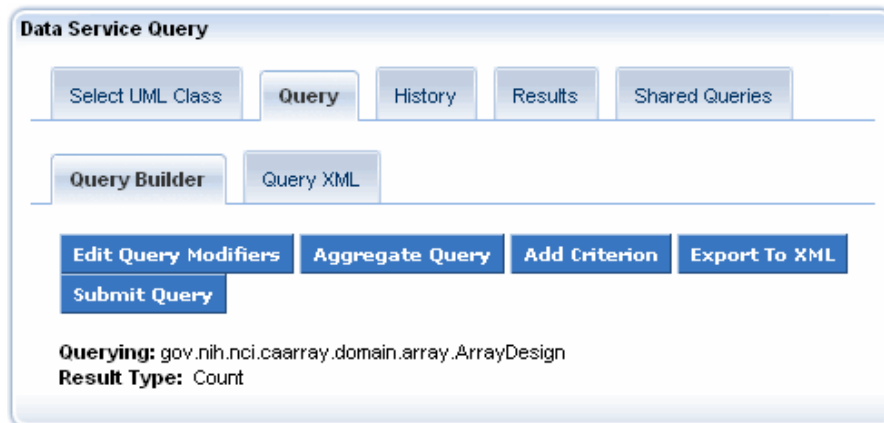 Data Service Query
Select UML Class Query History Results Shared Queries
Query Builder Query XML
Edit Query Modifiers Aggregate Query Add Criterion Export To XML
Submit Query
Querying: gov.nih.nci.caarray.domain.array.ArrayDesign
Result Type: Count